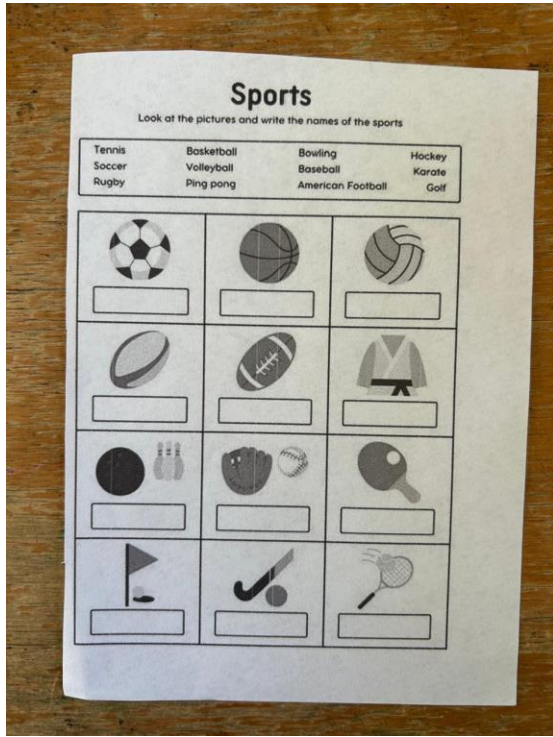 Sports
Look at the pictures and write the names of the sports
Tennis Basketball Bowling Hockey
Soccer Volleyball Baseball Karate
Rugby Ping pong American Football Golf